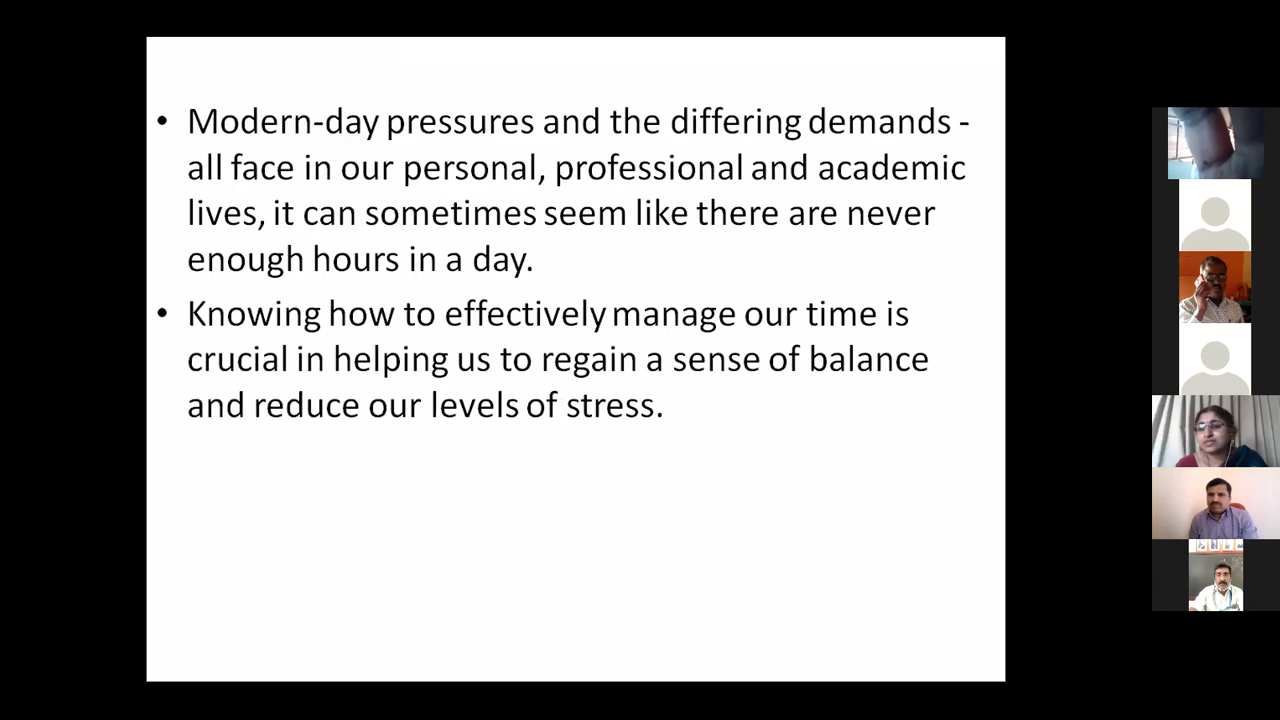 • Modern-day pressures and the differing demands -
all face in our personal, professional and academic
lives, it can sometimes seem like there are never
enough hours in a day.
• Knowing how to effectively manage our time is
crucial in helping us to regain a sense of balance
and reduce our levels of stress.